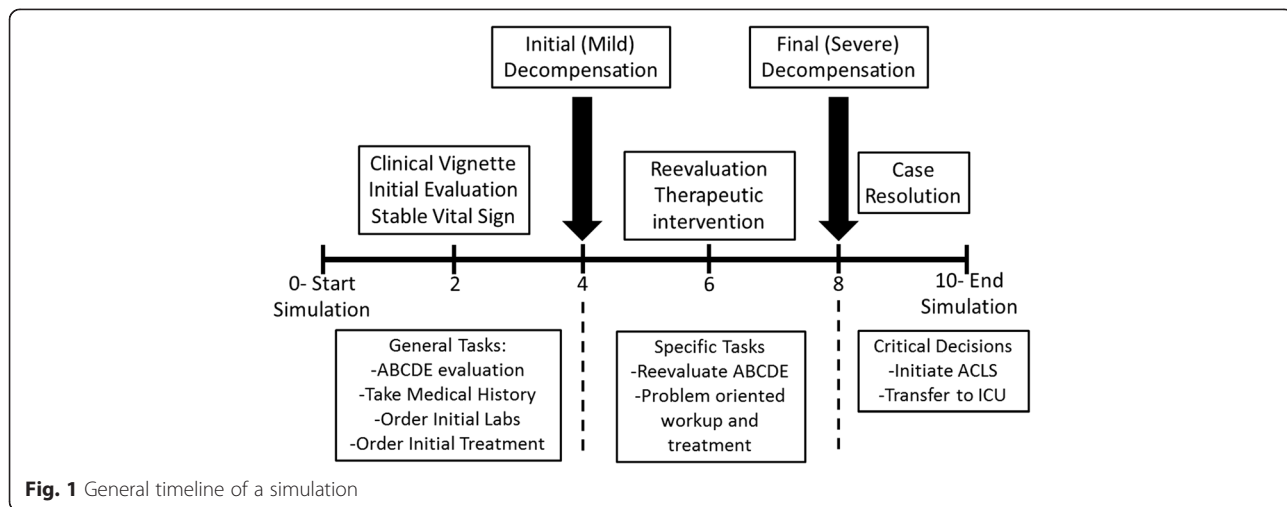 Initial (Mild)
Decompensation
Final (Severe)
Decompensation
Clinical Vignette
Initial Evaluation
Stable Vital Sign
Reevaluation
Therapeutic
intervention
Case
Resolution
0- Start
Simulation
2
4
6
8
10- End
Simulation
General Tasks:
-ABCDE evaluation
-Take Medical History
-Order Initial Labs
-Order Initial Treatment
Specific Tasks
-Reevaluate ABCDE
-Problem oriented
workup and
treatment
Critical Decisions
-Initiate ACLS
-Transfer to ICU
Fig. 1 General timeline of a simulation